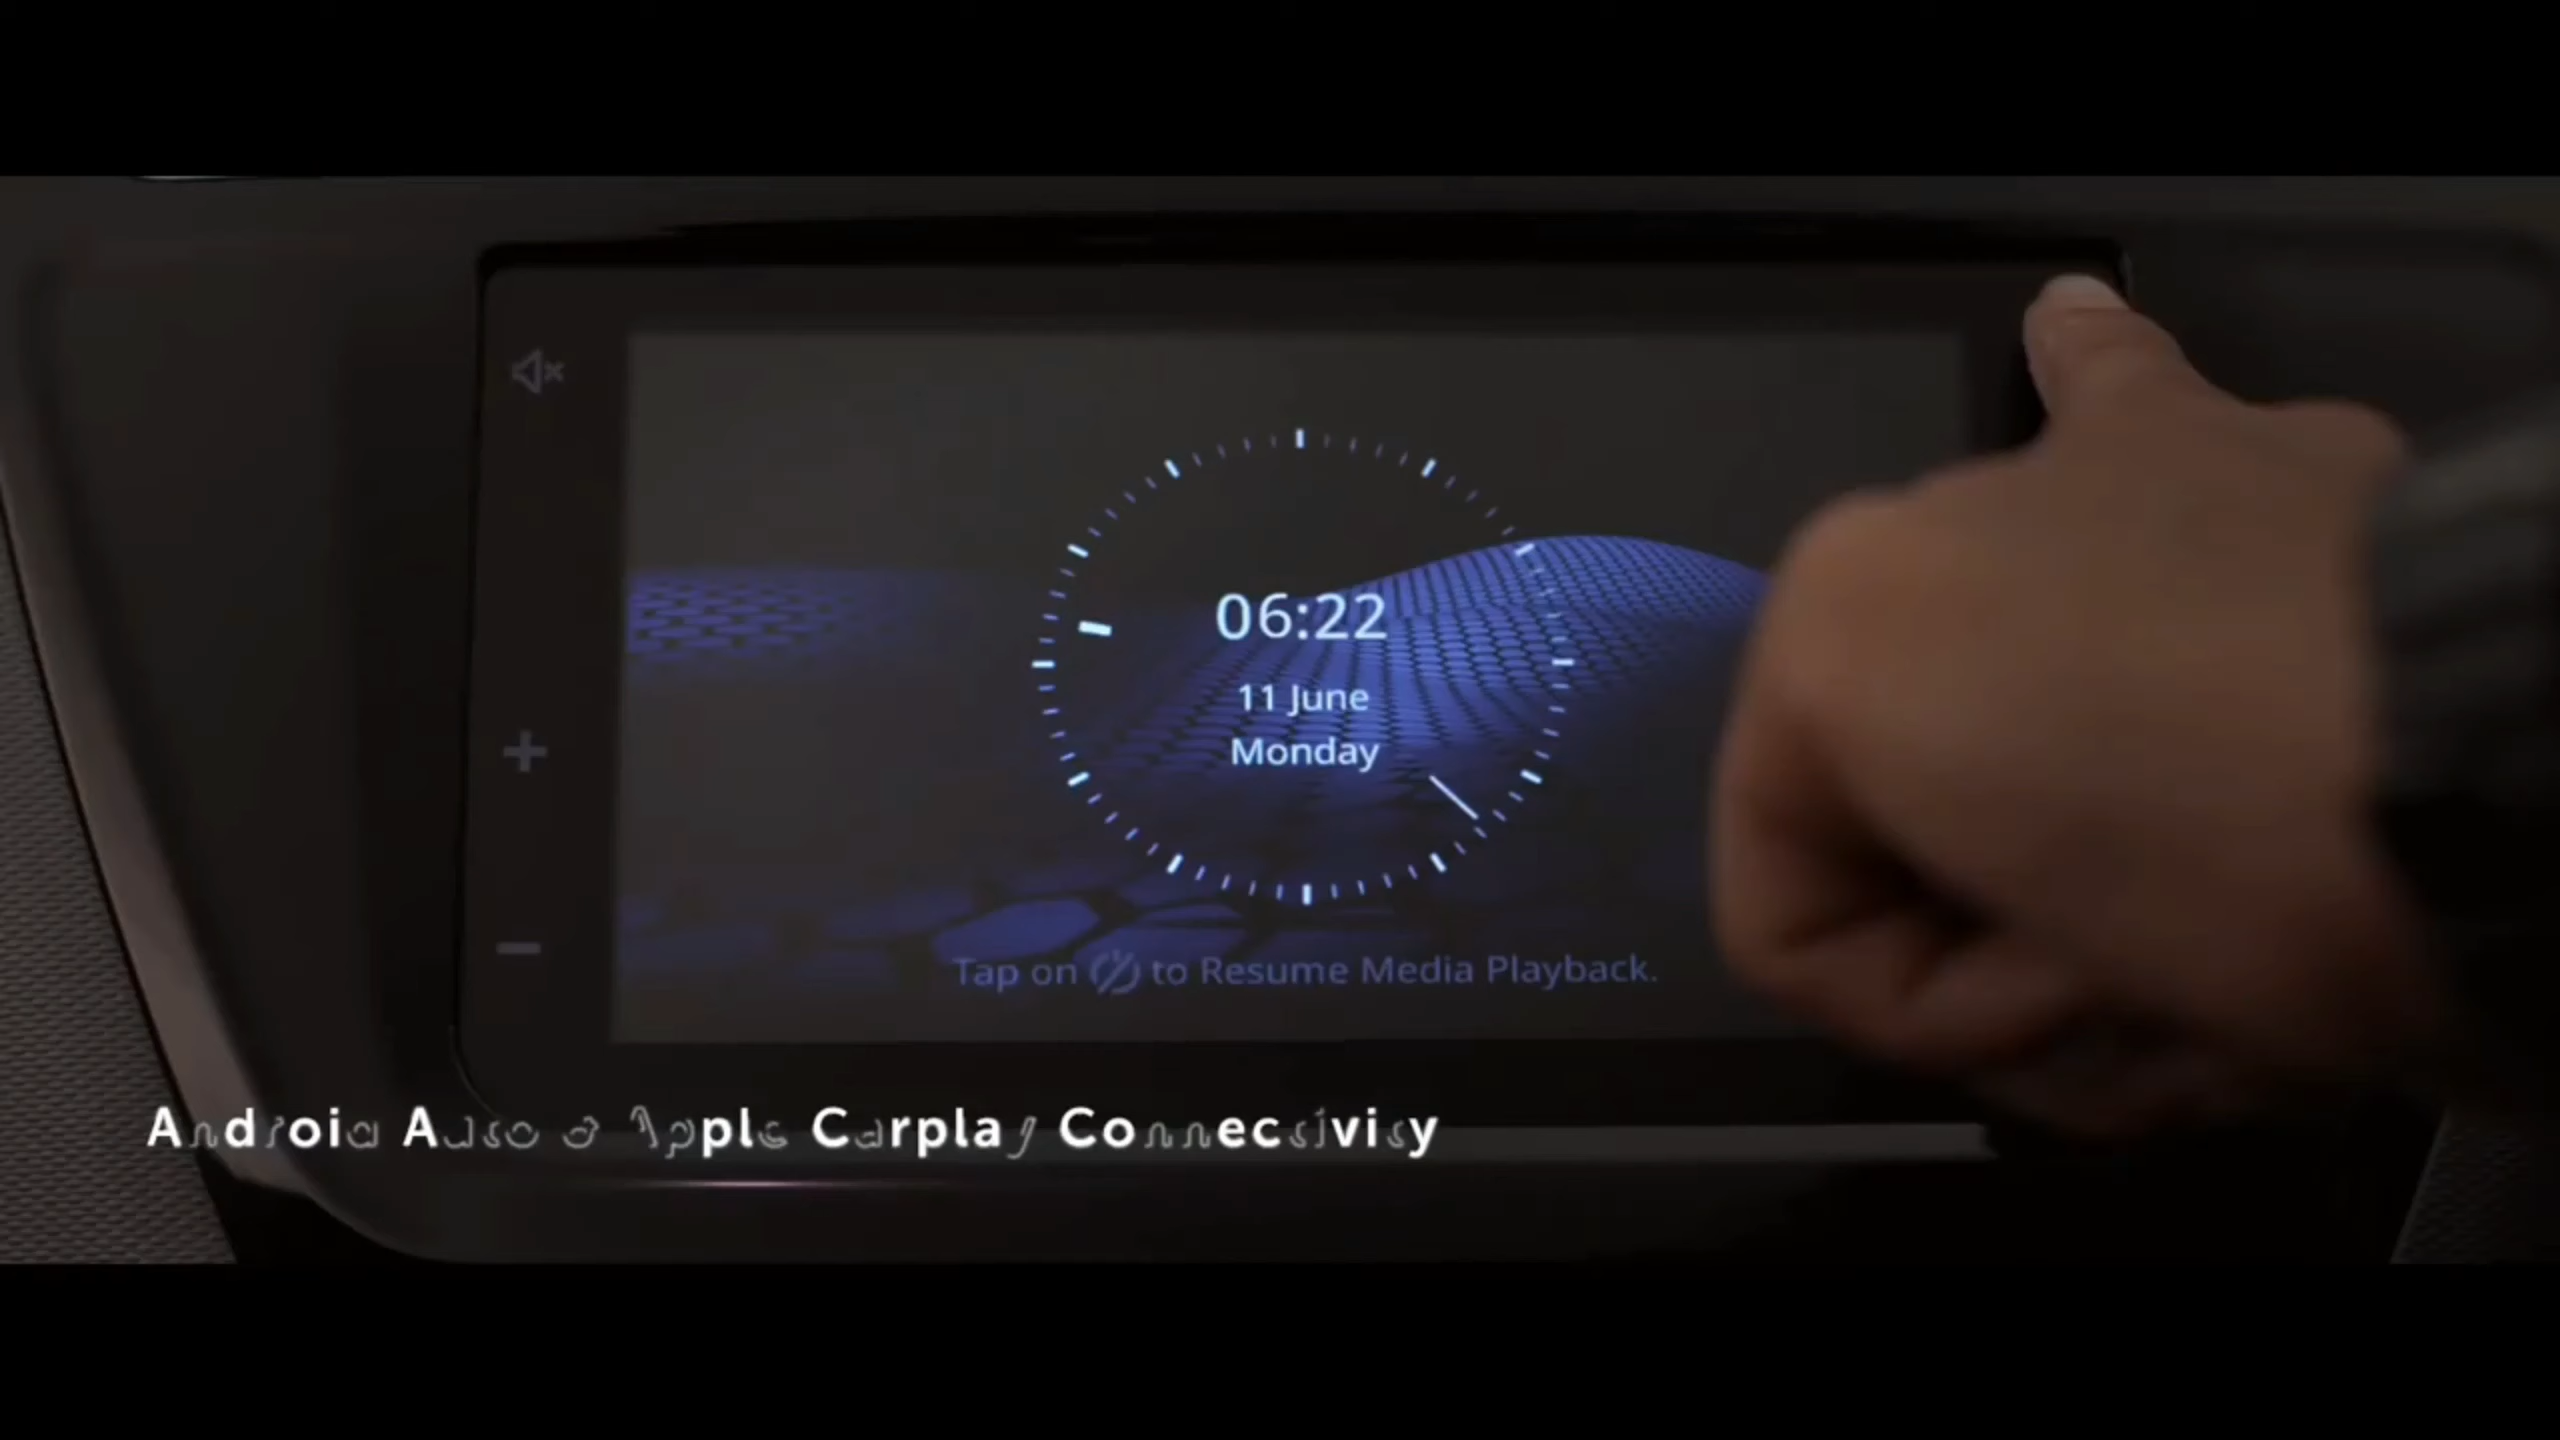 06:22
11 June
Monday
Tap on to Resume Media Playback.
Android Auto & Apple Carplay Connectivity